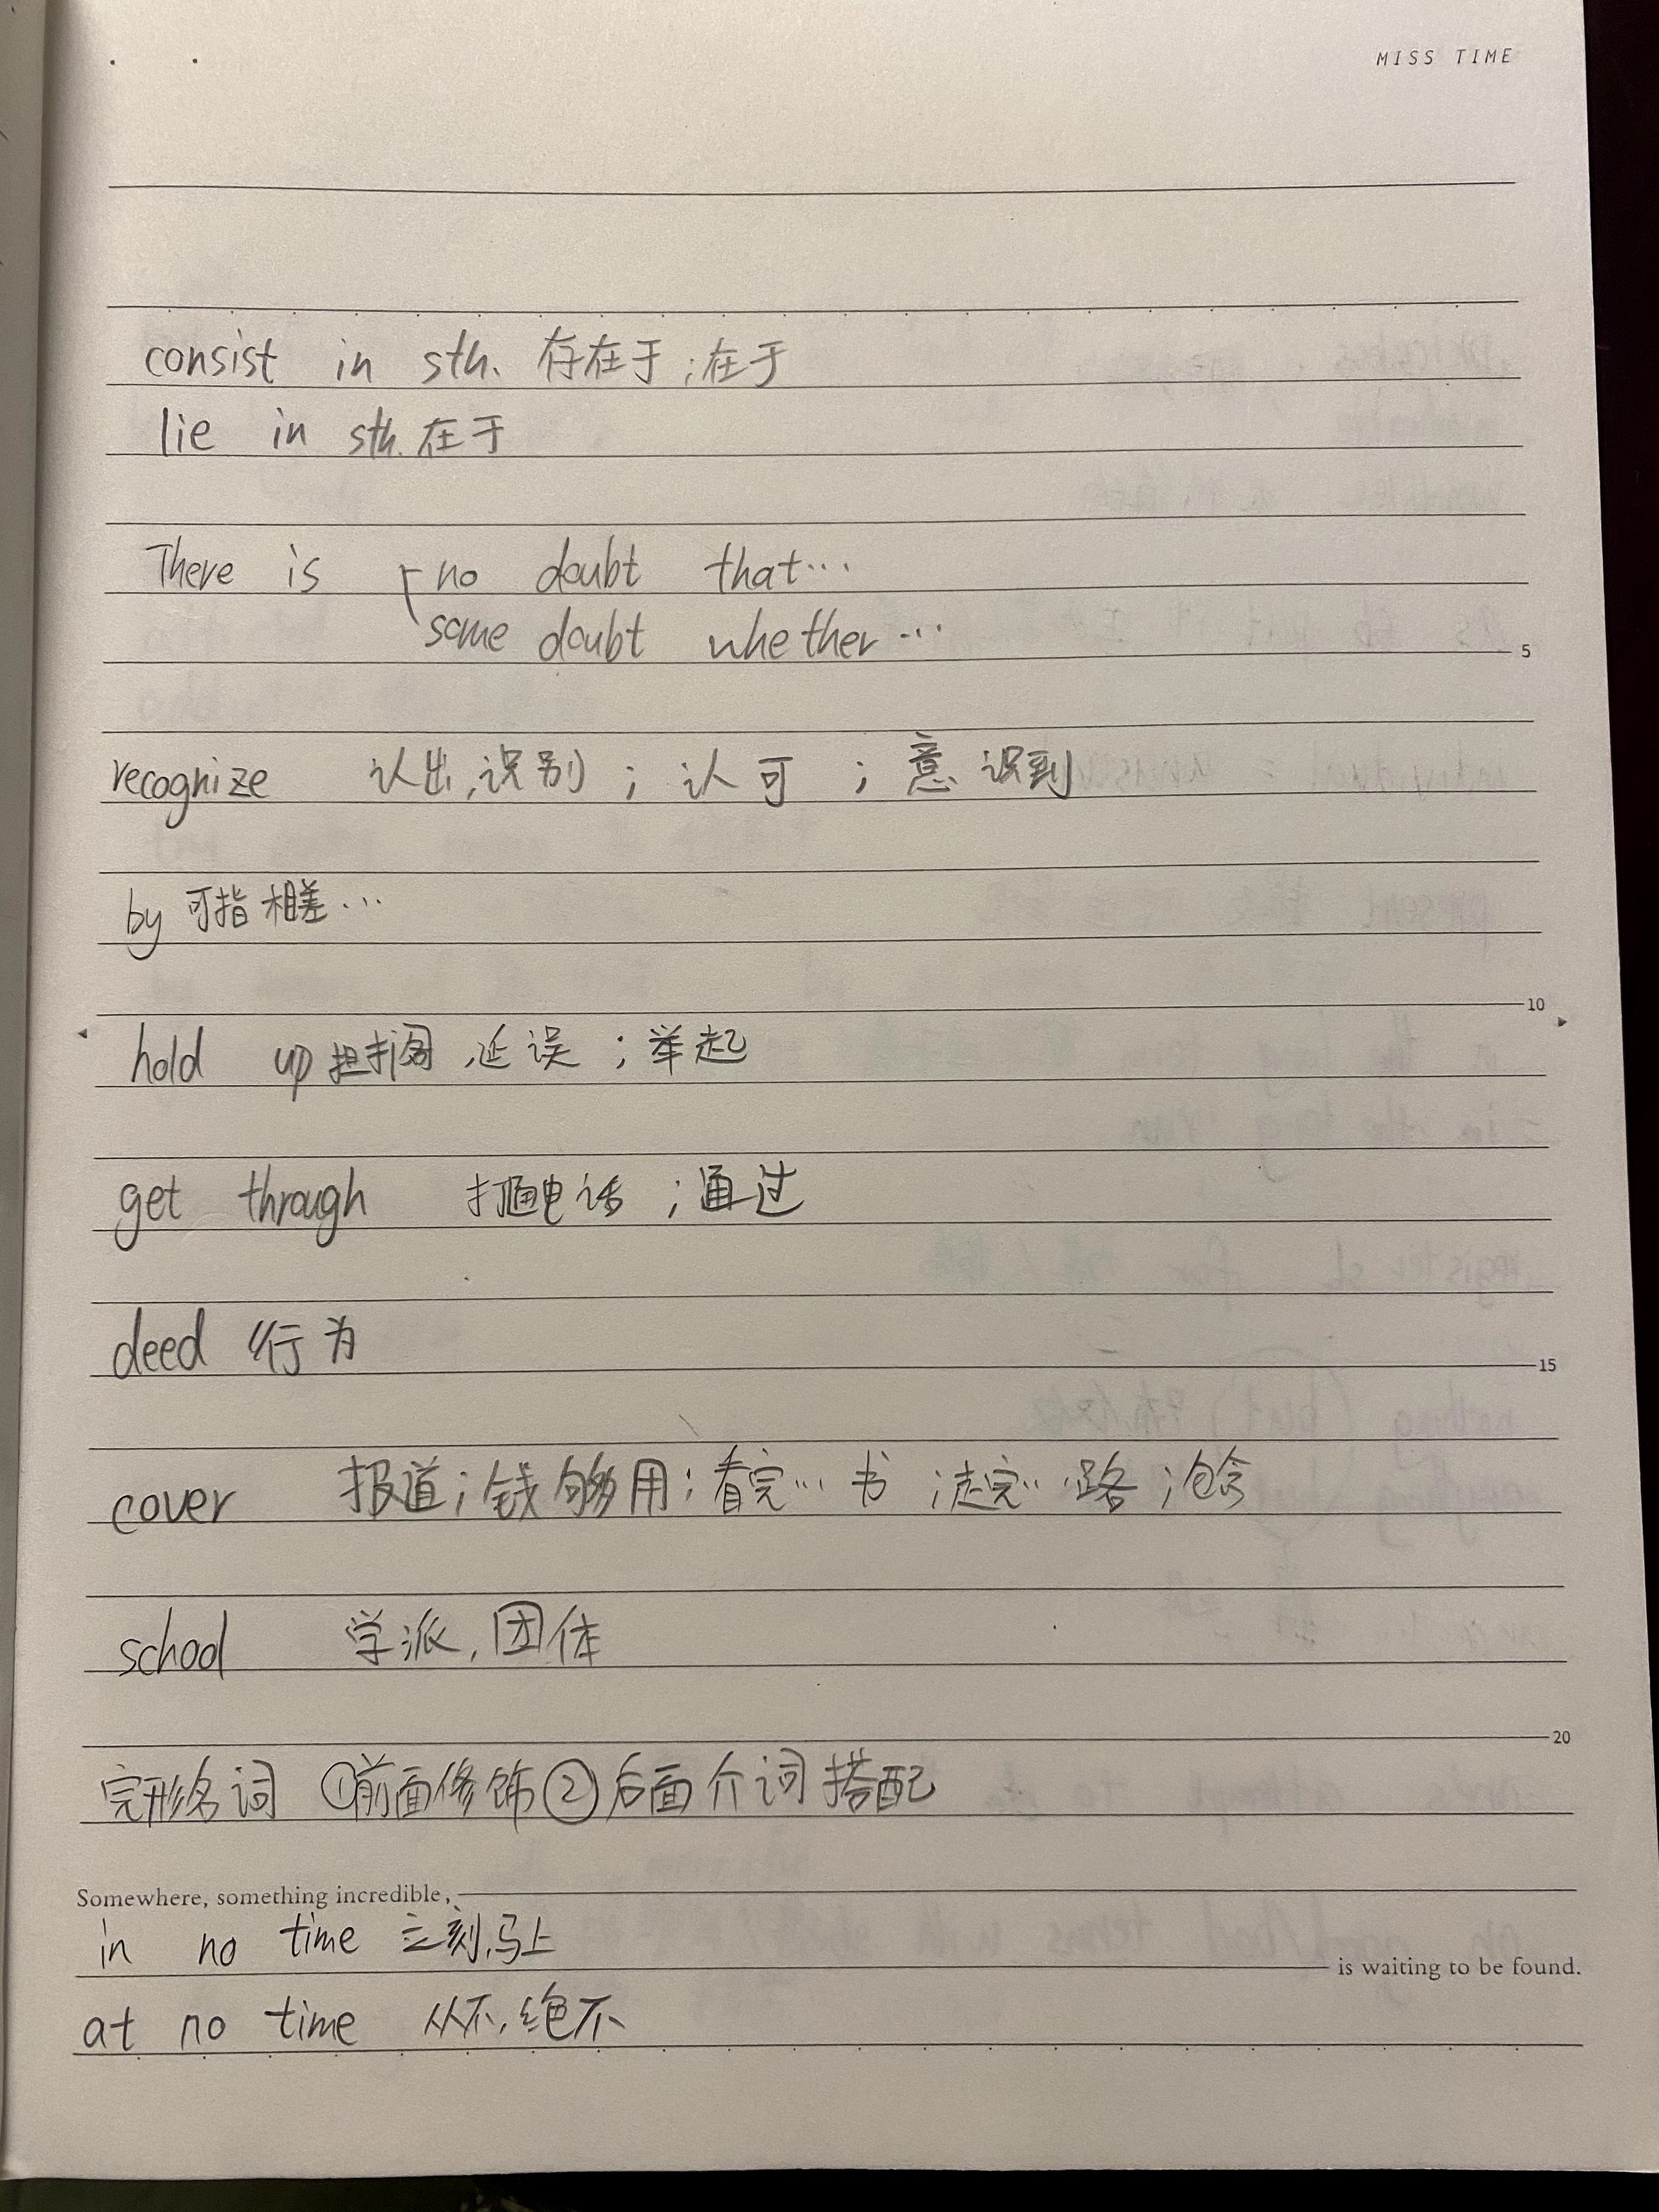 MISS TIME
consist in sth. 存在于;在于
lie in sth.在于
There is no doubt that…
some doubt whether…
5
recognize 认出,识别;认可;意识到
by 可指相差…
hold up 延误;举起
10
get through 打通电话;通过
deed 行为
15
cover 报道;钱够用;看完…书;走完…路;包含
school 学派,团体
完形名词 ①前面修饰②后面介词搭配
20
Somewhere, something incredible,
is waiting to be found.
in no time 立刻,马上
at no time 从不,绝不